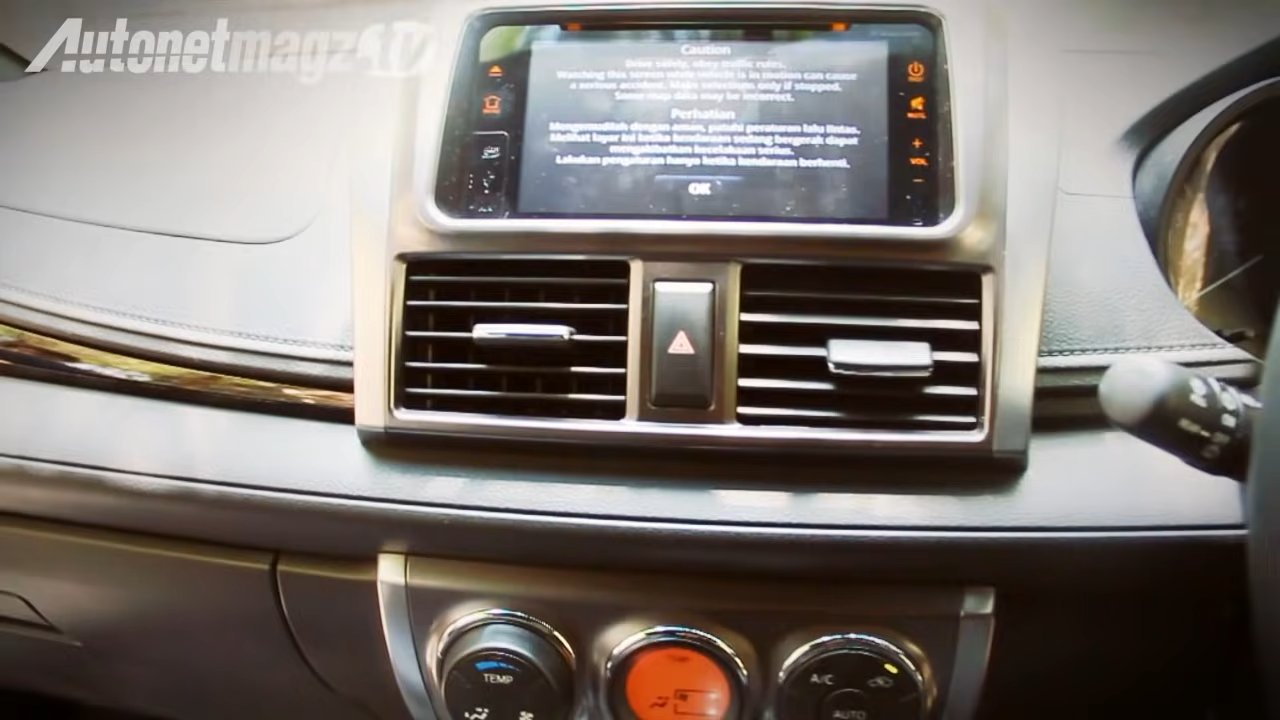 Autonetmagz TV
Caution
Drive safely, obey traffic rules.
Watching this screen while vehicle is in motion can cause
a serious accident. Make selections only if stopped.
Some map data may be incorrect.
Perhatian
Mengemudilah dengan aman, patuhi peraturan lalu lintas.
Melihat layar ini ketika kendaraan sedang bergerak dapat
mengakibatkan kecelakaan serius.
Lakukan pengaturan hanya ketika kendaraan berhenti.
OK
MUTE
+
VOL
-
TEMP
A/C
AUTO